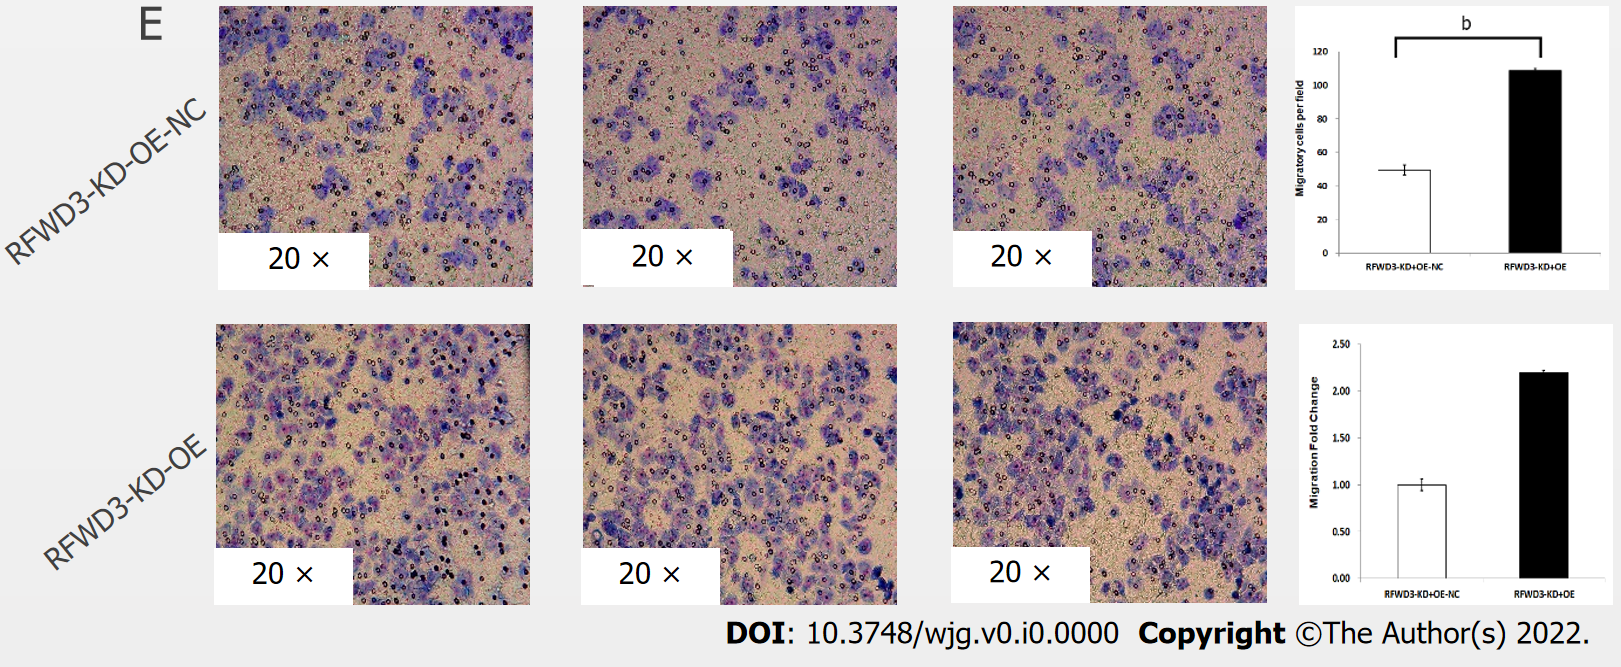 E
RFWD3-KD-OE-NC
20 ×
20 ×
20 ×
b
Migratory cells per field
120
100
80
60
40
20
0
RFWD3-KD+OE-NC
RFWD3-KD+OE
RFWD3-KD-OE
20 ×
20 ×
20 ×
Migration Fold Change
2.50
2.00
1.50
1.00
0.50
0.00
RFWD3-KD+OE-NC
RFWD3-KD+OE
DOI: 10.3748/wjg.v0.i0.0000 Copyright ©The Author(s) 2022.